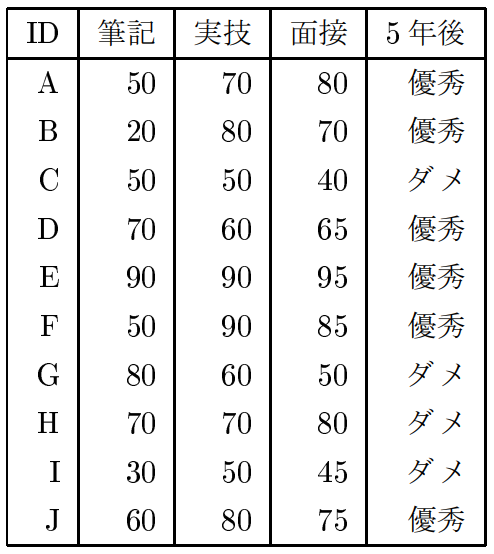 ID 筆記 実技 面接 5年後
A 50 70 80 優秀
B 20 80 70 優秀
C 50 50 40 ダメ
D 70 60 65 優秀
E 90 90 95 優秀
F 50 90 85 優秀
G 80 60 50 ダメ
H 70 70 80 ダメ
I 30 50 45 ダメ
J 60 80 75 優秀